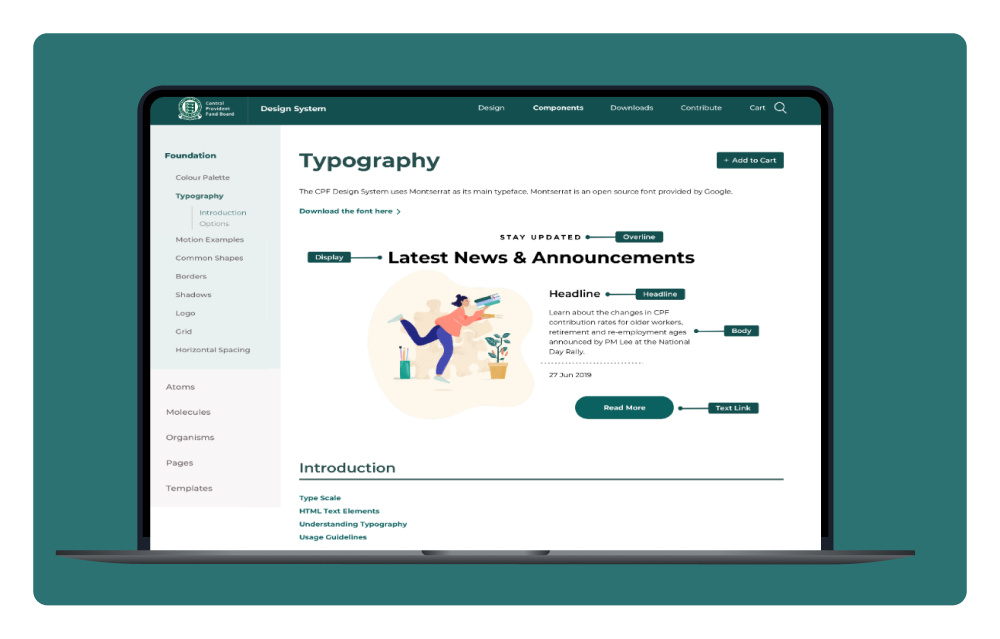 Central
Provident
Fund Board
Design System
Design
Components
Downloads
Contribute
Cart
Foundation
Colour Palette
Typography
Introduction
Options
Motion Examples
Common Shapes
Borders
Shadows
Logo
Grid
Horizontal Spacing
Atoms
Molecules
Organisms
Pages
Templates
Typography
+ Add to Cart
The CPF Design System uses Montserrat as its main typeface. Montserrat is an open source font provided by Google.
Download the font here >
STAY UPDATED
Overline
Display
Latest News & Announcements
Headline
Headline
Learn about the changes in CPF
contribution rates for older workers,
retirement and re-employment ages
announced by PM Lee at the National
Day Rally.
Body
27 Jun 2019
Read More
Text Link
Introduction
Type Scale
HTML Text Elements
Understanding Typography
Usage Guidelines